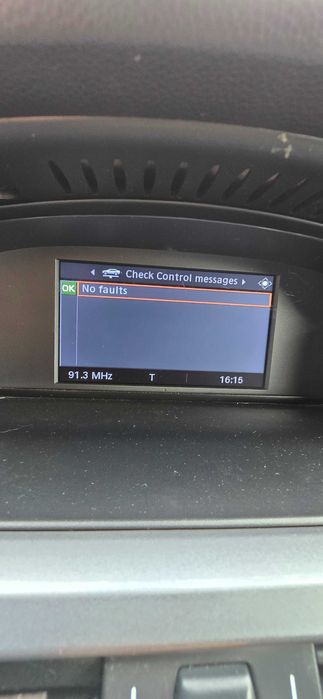 Check Control messages
OK No faults
91.3 MHz T 16:15